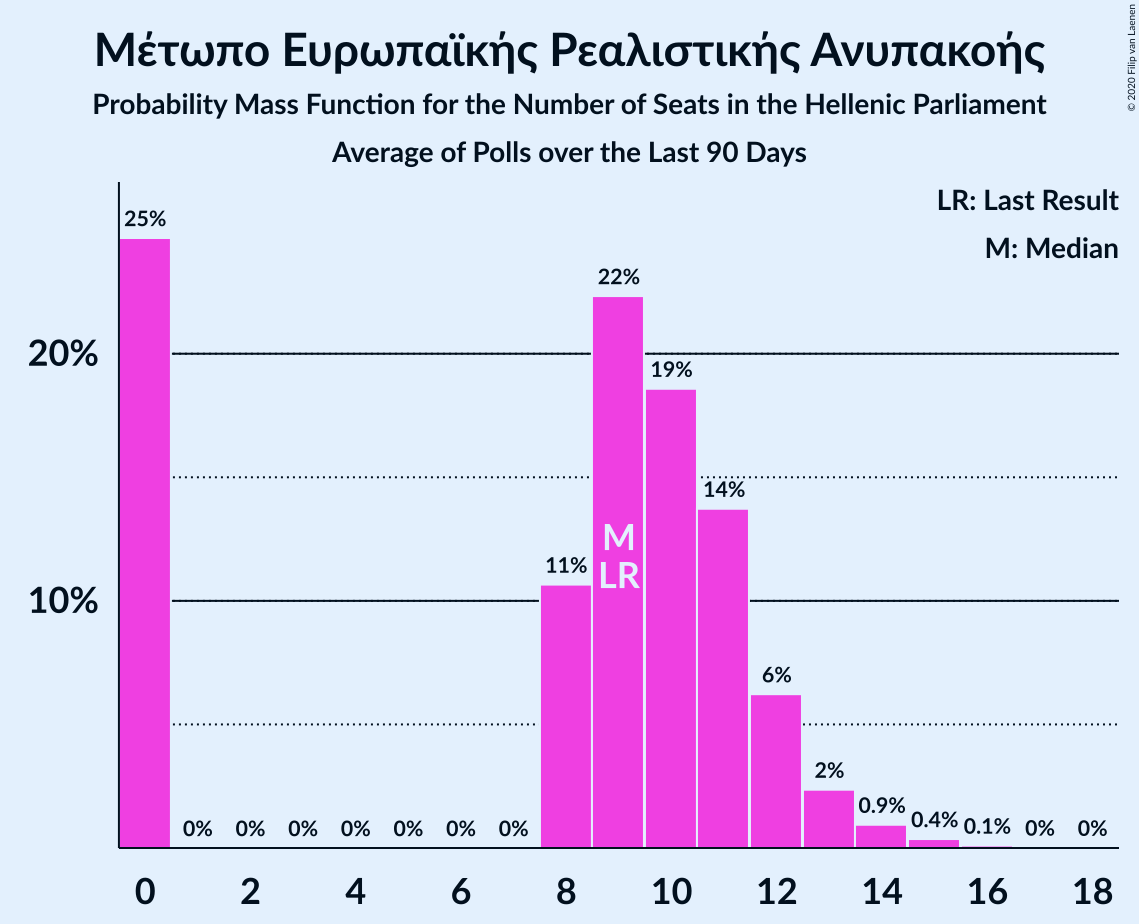 Μέτωπο Ευρωπαϊκής Ρεαλιστικής Ανυπακοής
Probability Mass Function for the Number of Seats in the Hellenic Parliament
Average of Polls over the Last 90 Days
© 2020 Filip van Laenen
LR: Last Result
M: Median
25%
22%
20%
19%
14%
M
LR
11%
10%
6%
2%
0.9%
0.4%
0.1%
0% 0% 0% 0% 0% 0% 0% 0% 0%
0 2 4 6 8 10 12 14 16 18